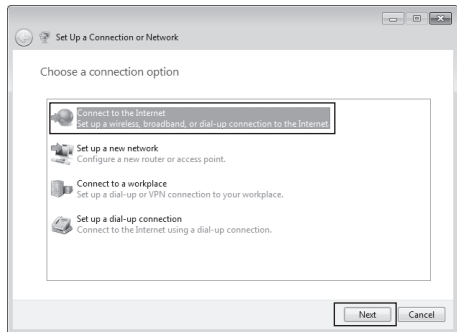 Set Up a Connection or Network
Choose a connection option
Connect to the Internet
Set up a wireless, broadband, or dial-up connection to the Internet.
Set up a new network
Configure a new router or access point.
Connect to a workplace
Set up a dial-up or VPN connection to your workplace.
Set up a dial-up connection
Connect to the Internet using a dial-up connection.
Next
Cancel